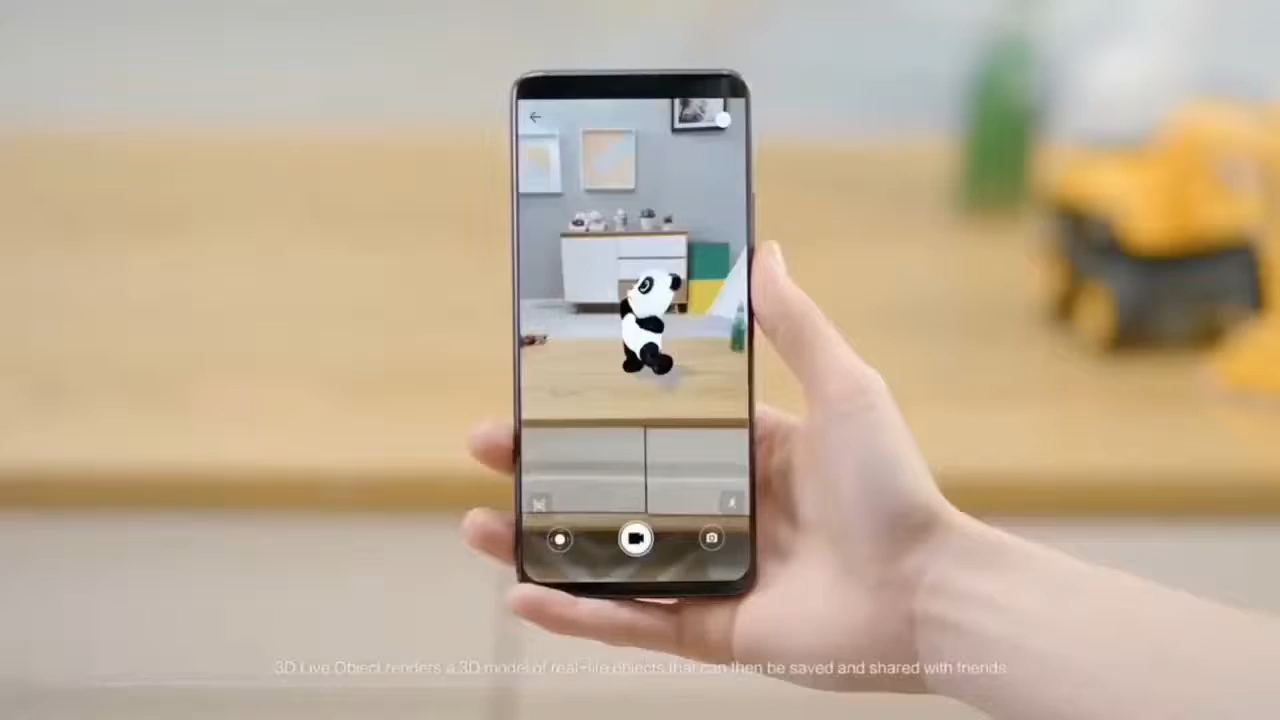 3D Live Object renders a 3D model of real-life objects that can then be saved and shared with friends